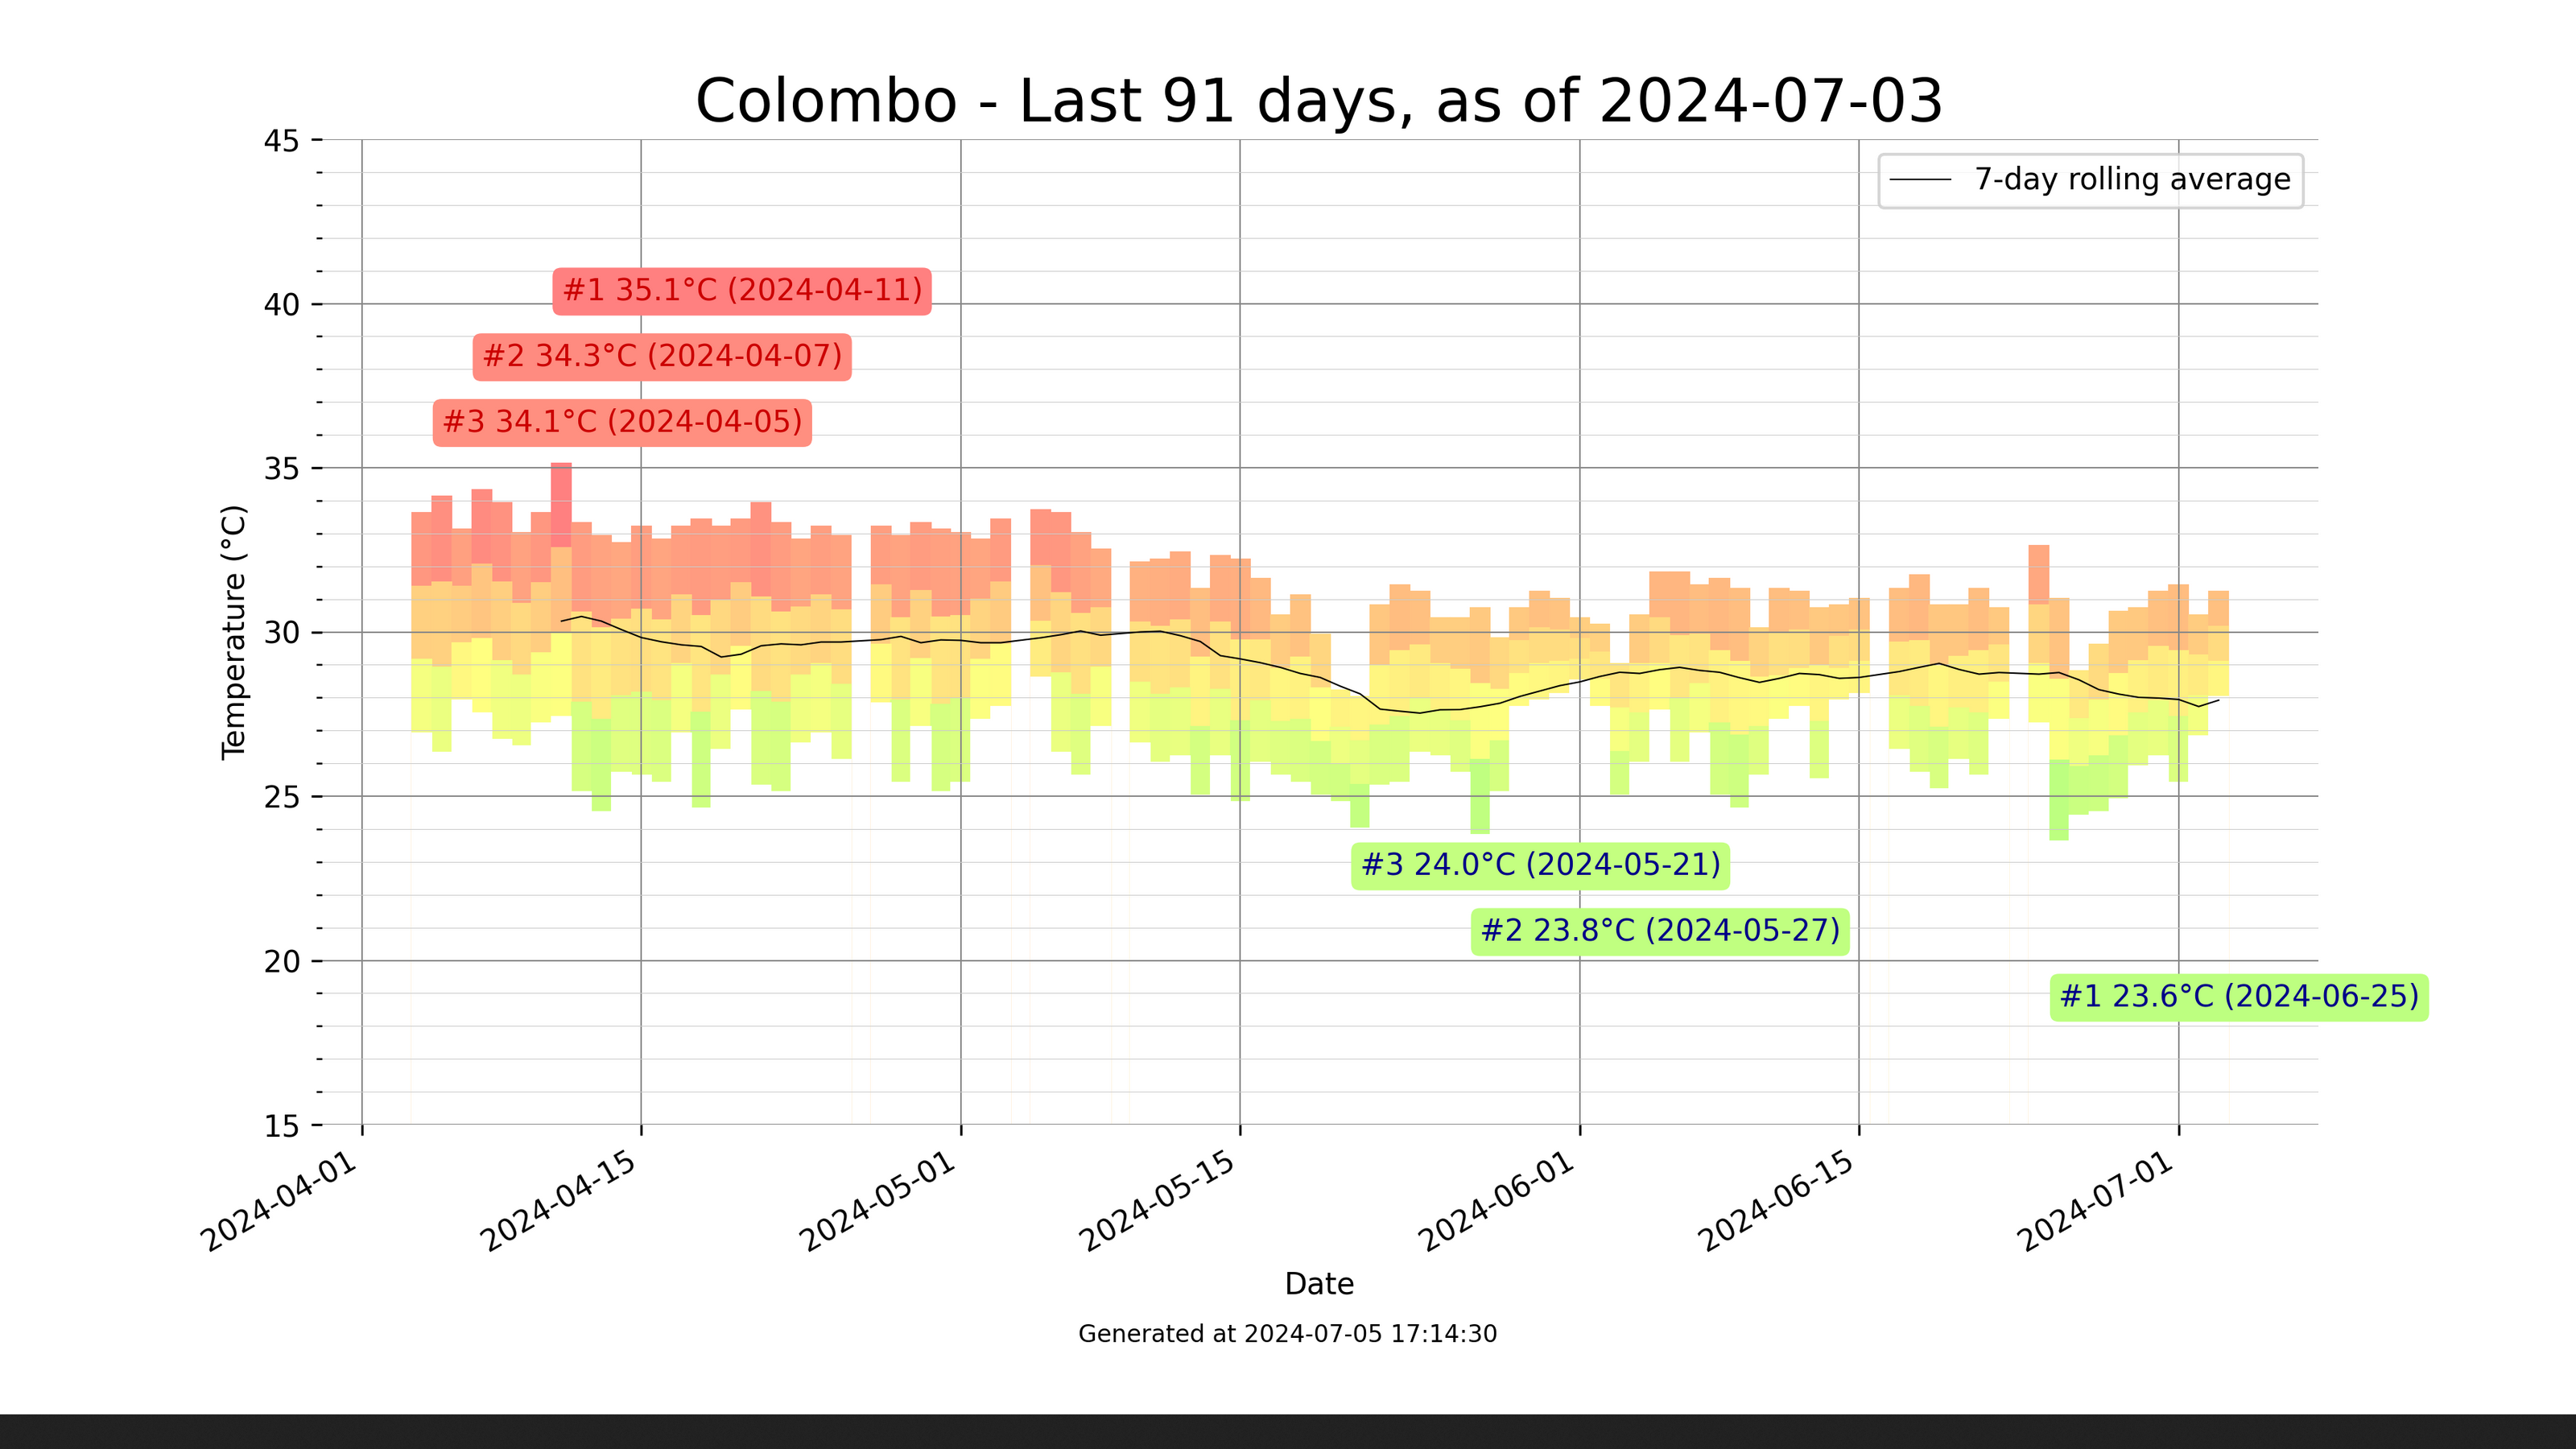 Colombo - Last 91 days, as of 2024-07-03
7-day rolling average
45
40
35
30
25
20
15
Temperature (°C)
#1 35.1°C (2024-04-11)
#2 34.3°C (2024-04-07)
#3 34.1°C (2024-04-05)
#3 24.0°C (2024-05-21)
#2 23.8°C (2024-05-27)
#1 23.6°C (2024-06-25)
2024-04-01
2024-04-15
2024-05-01
2024-05-15
2024-06-01
2024-06-15
2024-07-01
Date
Generated at 2024-07-05 17:14:30